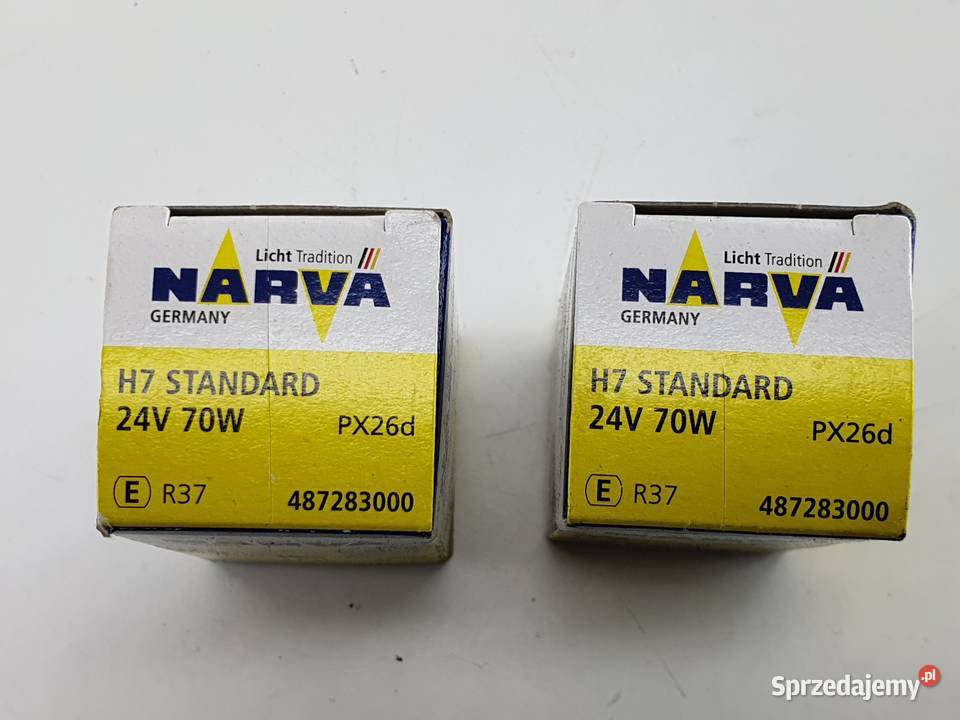 Licht Tradition
NARVA
GERMANY
H7 STANDARD
24V 70W
PX26d
E R37
487283000
Licht Tradition
NARVA
GERMANY
H7 STANDARD
24V 70W
PX26d
E R37
487283000
Sprzedajemy.pl